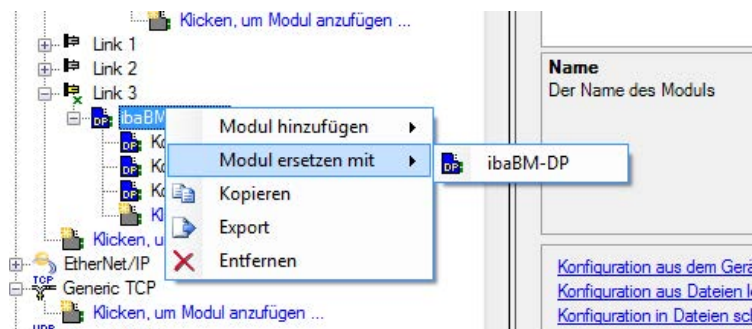 Klicken, um Modul anzufügen ...
Link 1
Link 2
Link 3
ibaBM
Modul hinzufügen
Modul ersetzen mit
ibaBM-DP
Kopieren
Export
Entfernen
Klicken, u
EtherNet/IP
TCP
Generic TCP
Klicken, um Modul anzufügen ...
Name
Der Name des Moduls
Konfiguration aus dem Gerä
Konfiguration aus Dateien l
Konfiguration in Dateien sc